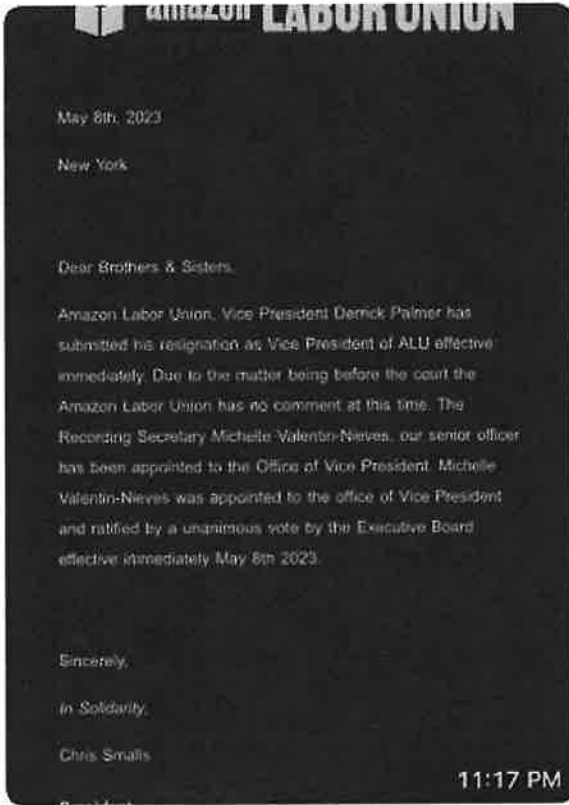 amazon LABOR UNION
May 8th, 2023
New York
Dear Brothers & Sisters,
Amazon Labor Union, Vice President Derrick Palmer has
submitted his resignation as Vice President of ALU effective
immediately. Due to the matter being before the court the
Amazon Labor Union has no comment at this time. The
Recording Secretary Michelle Valentin-Nieves, our senior officer
has been appointed to the Office of Vice President. Michelle
Valentin-Nieves was appointed to the office of Vice President
and ratified by a unanimous vote by the Executive Board
effective immediately May 8th 2023.
Sincerely,
In Solidarity,
Chris Smalls
President
11:17 PM